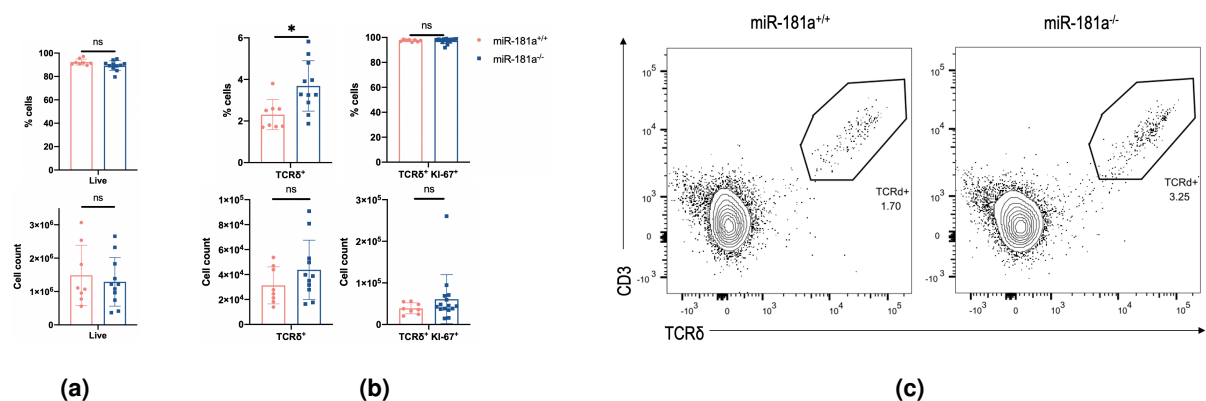 ns
100
80
60
40
20
0
% cells
Live
ns
3×10⁶
2×10⁶
1×10⁶
0
Cell count
Live
(a)
*
6
4
2
0
% cells
TCRδ⁺
ns
100
80
60
40
20
0
% cells
TCRδ⁺ KI-67⁺
miR-181a⁺/⁺
miR-181a⁻/⁻
ns
1×10⁵
8×10⁴
6×10⁴
4×10⁴
2×10⁴
0
Cell count
TCRδ⁺
ns
3×10⁵
2×10⁵
1×10⁵
0
Cell count
TCRδ⁺ KI-67⁺
(b)
miR-181a⁺/⁺
miR-181a⁻/⁻
10⁵
10⁴
10³
0
-10³
TCRd+
1.70
-10³
0
10³
10⁴
10⁵
10⁵
10⁴
10³
0
-10³
TCRd+
3.25
-10³
0
10³
10⁴
10⁵
CD3
TCRδ
(c)